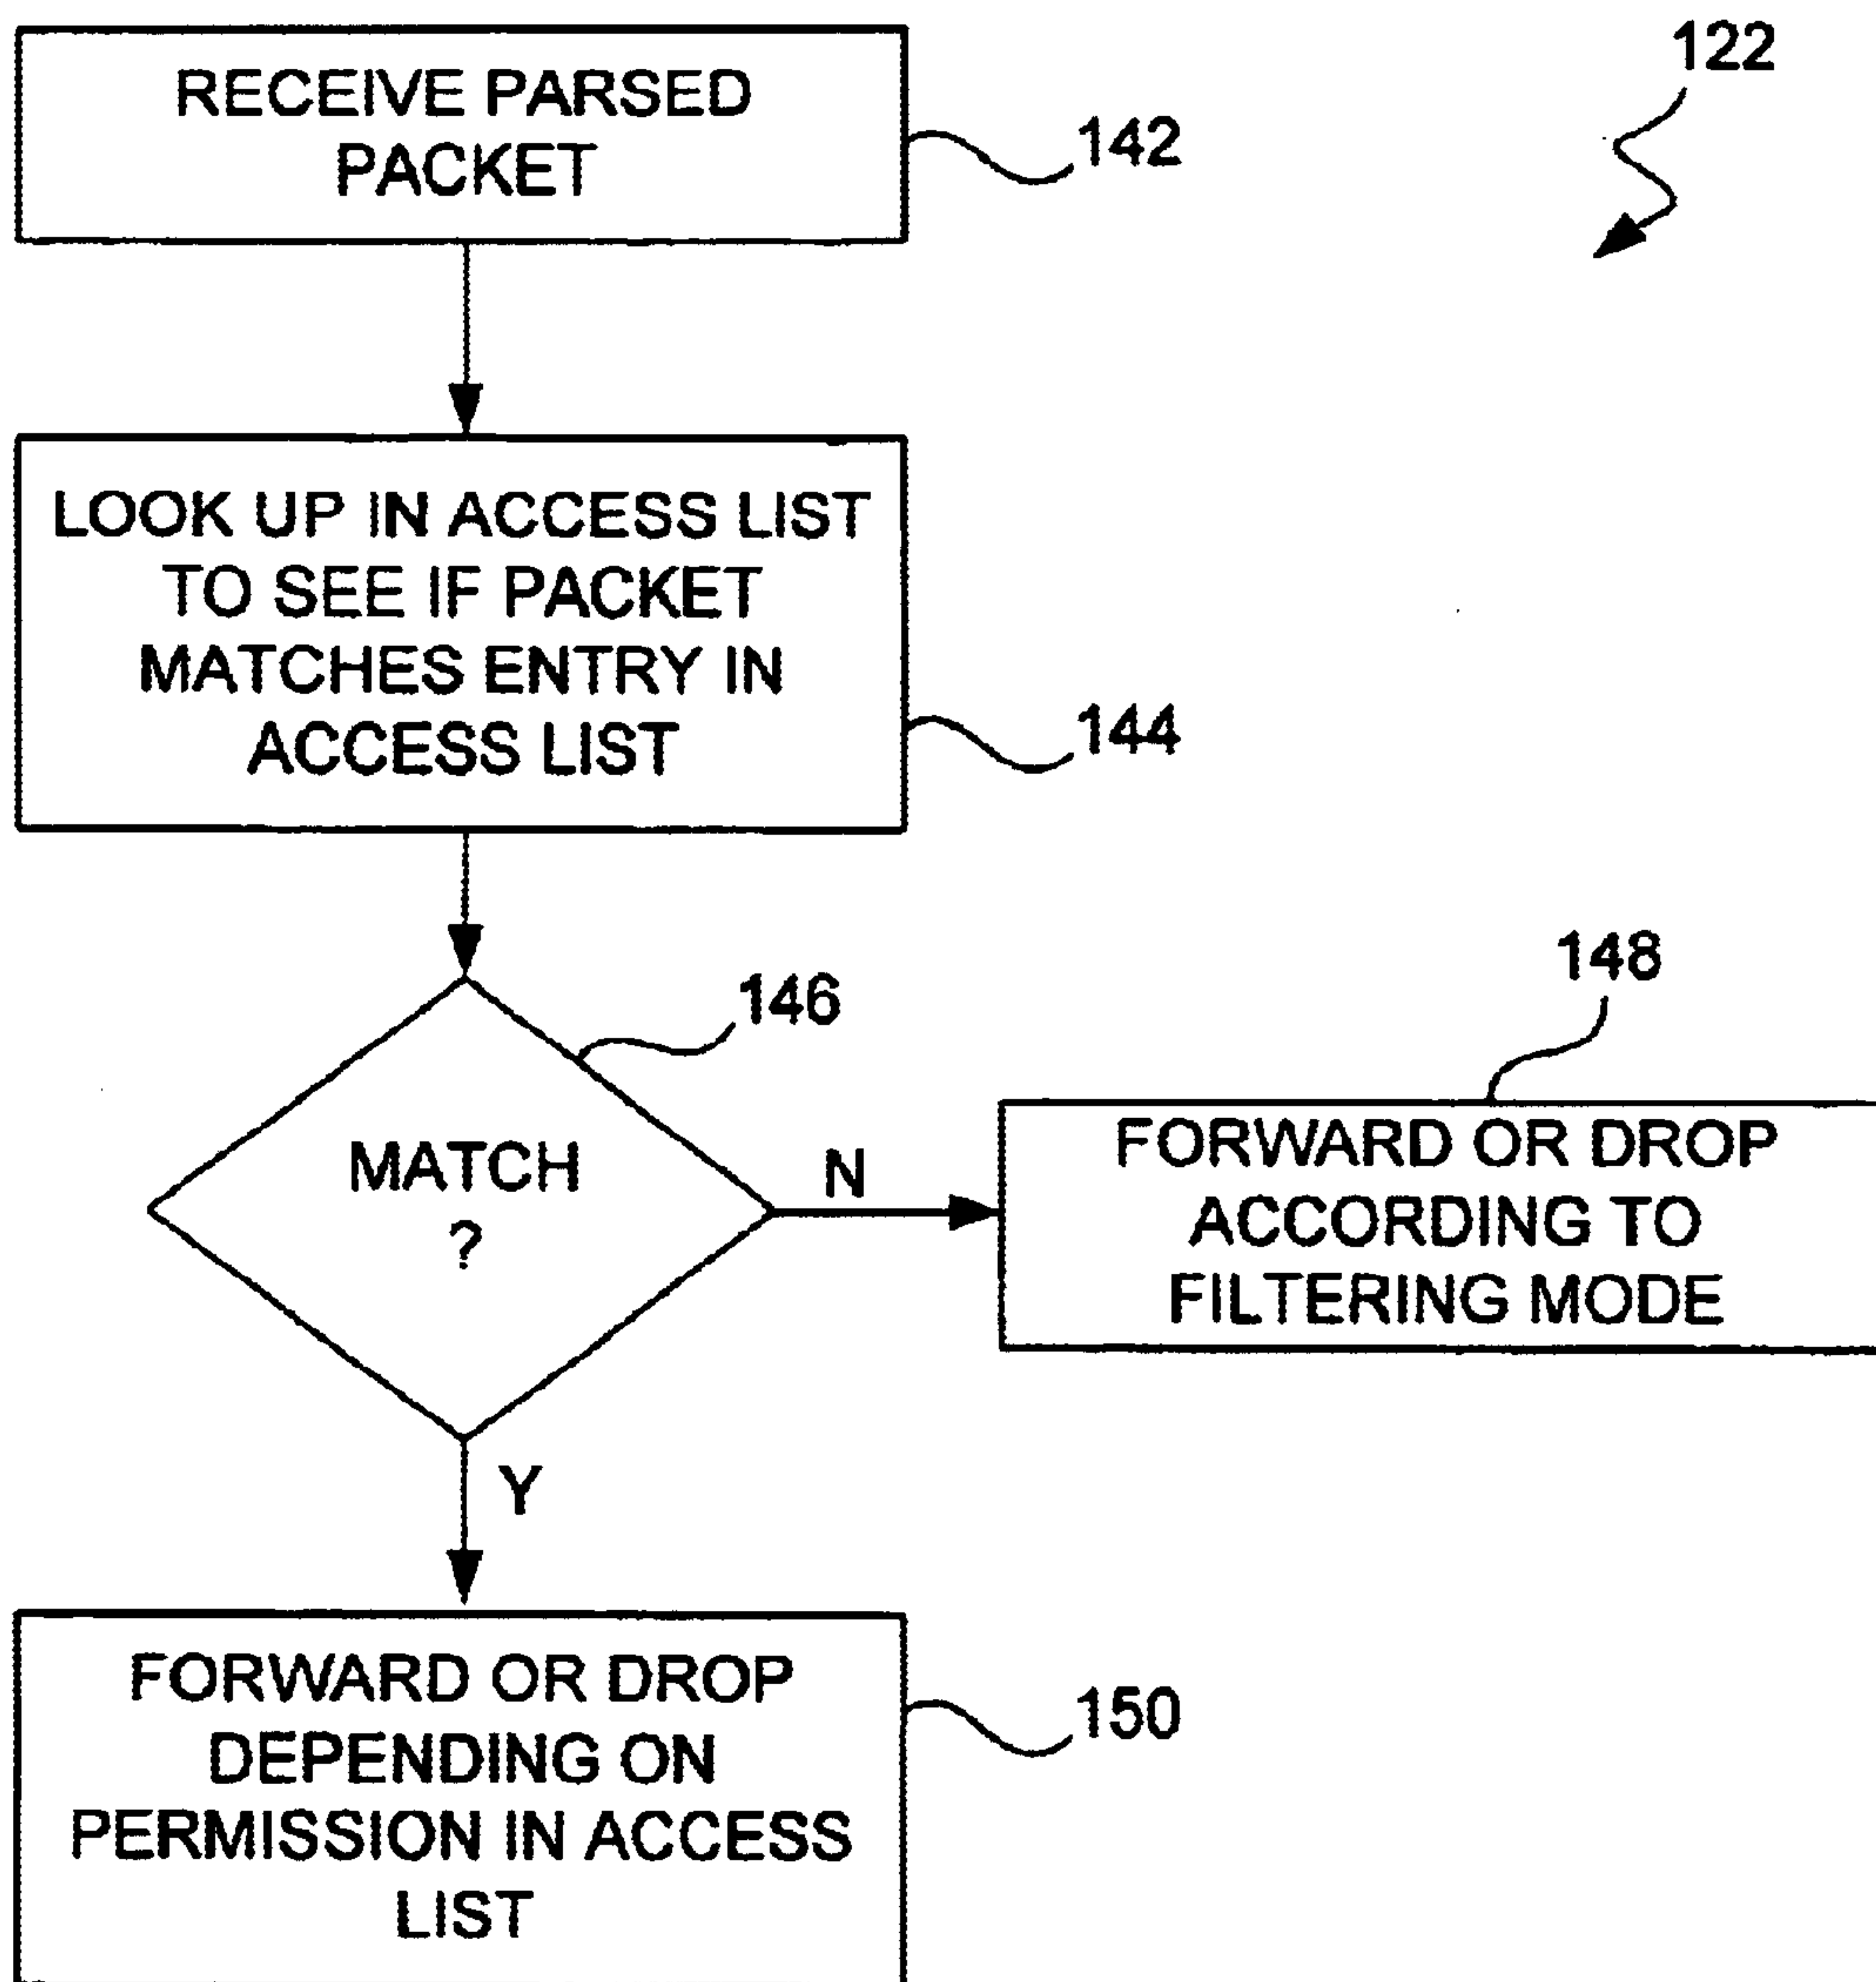 RECEIVE PARSED
PACKET
122
142
LOOK UP IN ACCESS LIST
TO SEE IF PACKET
MATCHES ENTRY IN
ACCESS LIST
144
MATCH
?
146
N
148
FORWARD OR DROP
ACCORDING TO
FILTERING MODE
Y
FORWARD OR DROP
DEPENDING ON
PERMISSION IN ACCESS
LIST
150